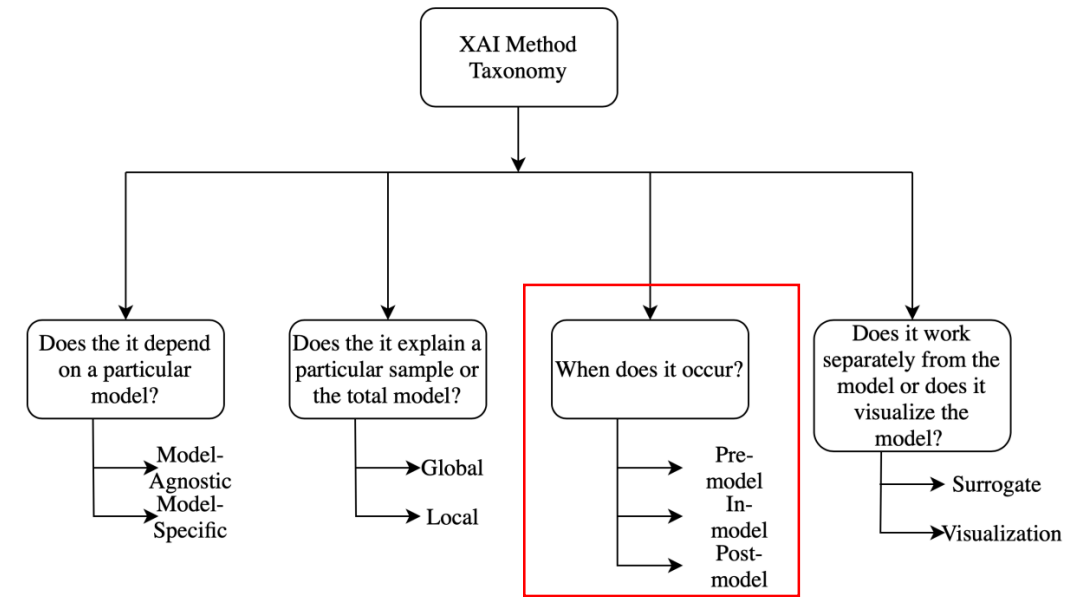 XAI Method
Taxonomy
Does the it depend
on a particular
model?
Model-
Agnostic
Model-
Specific
Does the it explain a
particular sample or
the total model?
Global
Local
When does it occur?
Pre-
model
In-
model
Post-
model
Does it work
separately from the
model or does it
visualize the
model?
Surrogate
Visualization